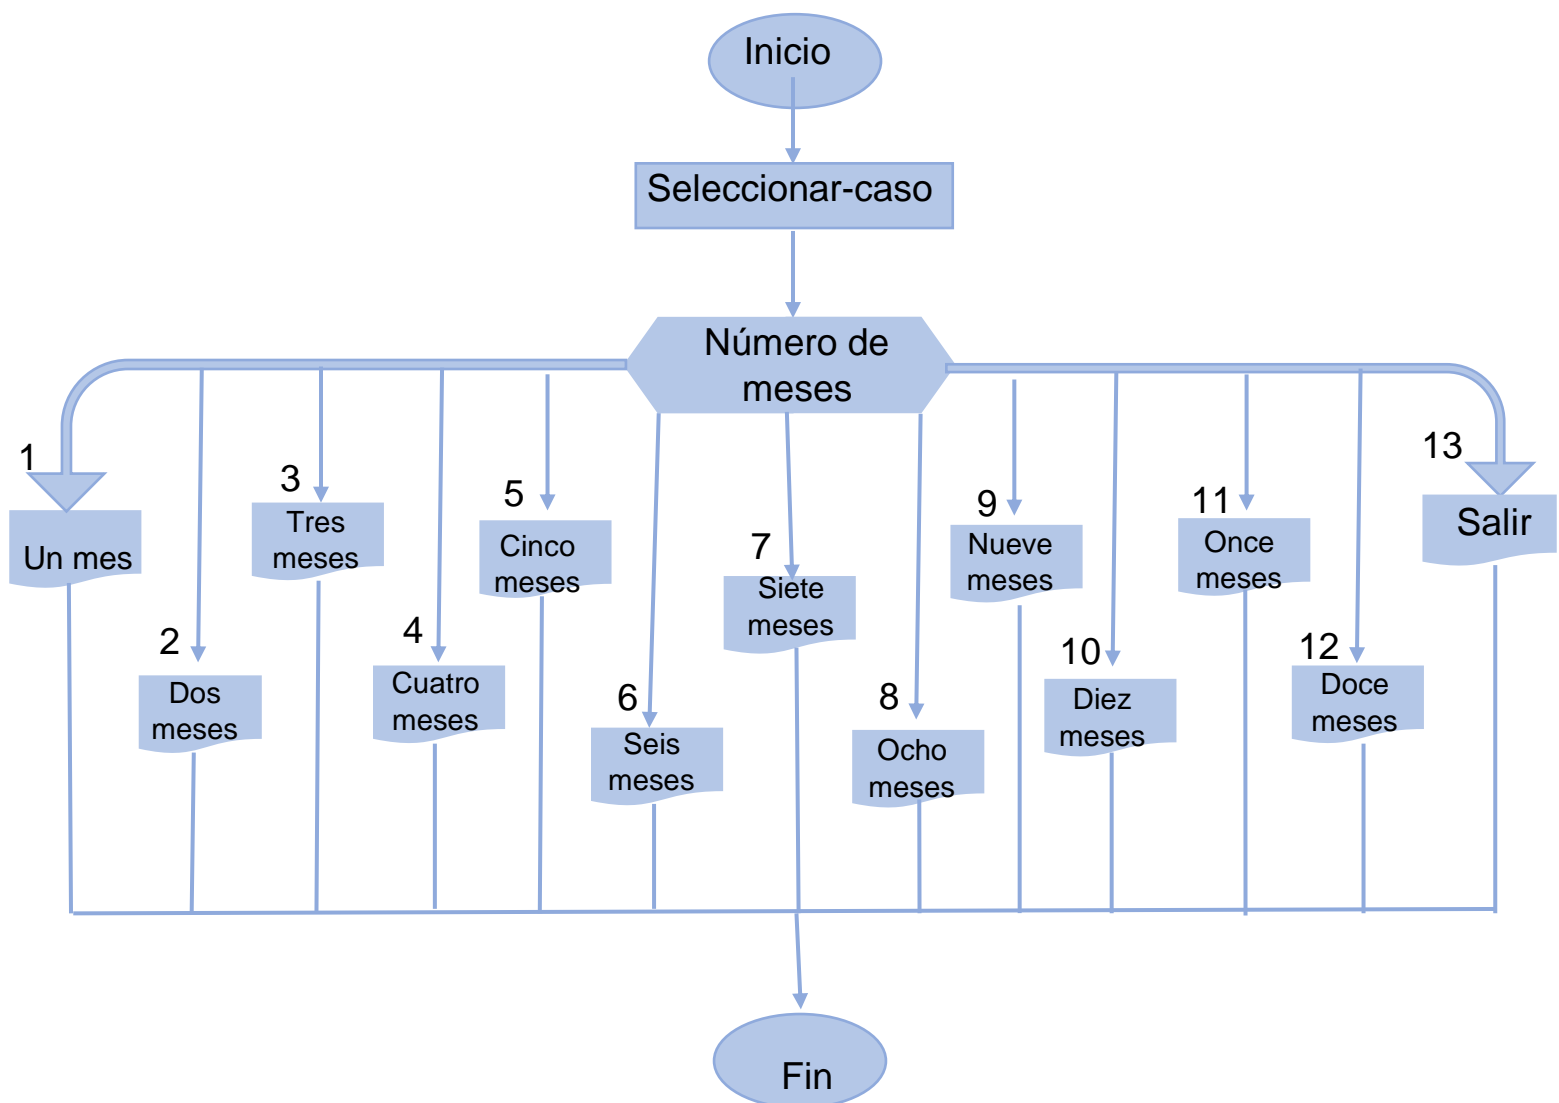 Inicio
Seleccionar-caso
Número de
meses
1
Un mes
2
Dos
meses
3
Tres
meses
4
Cuatro
meses
5
Cinco
meses
6
Seis
meses
7
Siete
meses
8
Ocho
meses
9
Nueve
meses
10
Diez
meses
11
Once
meses
12
Doce
meses
13
Salir
Fin